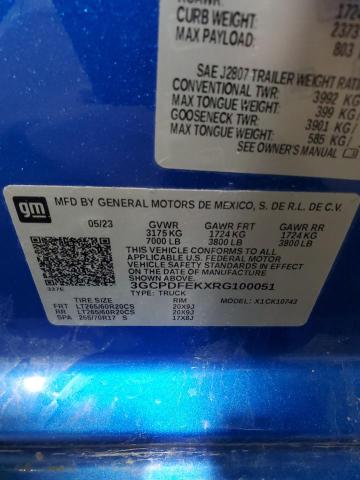 CURB WEIGHT: 2373
MAX PAYLOAD: 803
SAE J2807 TRAILER WEIGHT RATI
CONVENTIONAL TWR: 3992 KG
MAX TONGUE WEIGHT: 399 KG
GOOSENECK TWR: 3901 KG
MAX TONGUE WEIGHT: 585 KG
SEE OWNER'S MANUAL
gm
MFD BY GENERAL MOTORS DE MEXICO, S. DE R.L. DE C.V.
05/23 GVWR GAWR FRT GAWR RR
3175 KG 1724 KG 1724 KG
7000 LB 3800 LB 3800 LB
THIS VEHICLE CONFORMS TO ALL
APPLICABLE U.S. FEDERAL MOTOR
VEHICLE SAFETY STANDARDS IN
EFFECT ON THE DATE OF MANUFACTURE
SHOWN ABOVE.
3GCPDFEKXRG100051
TYPE: TRUCK
337E
TIRE SIZE RIM MODEL: X1CK10743
FRT LT265/60R20CS 20X9J
RR LT265/60R20CS 20X9J
SPA 265/70R17 S 17X8J